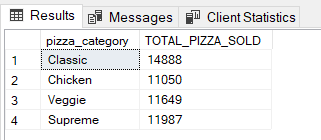 Results Messages Client Statistics
pizza_category TOTAL_PIZZA_SOLD
1 Classic 14888
2 Chicken 11050
3 Veggie 11649
4 Supreme 11987